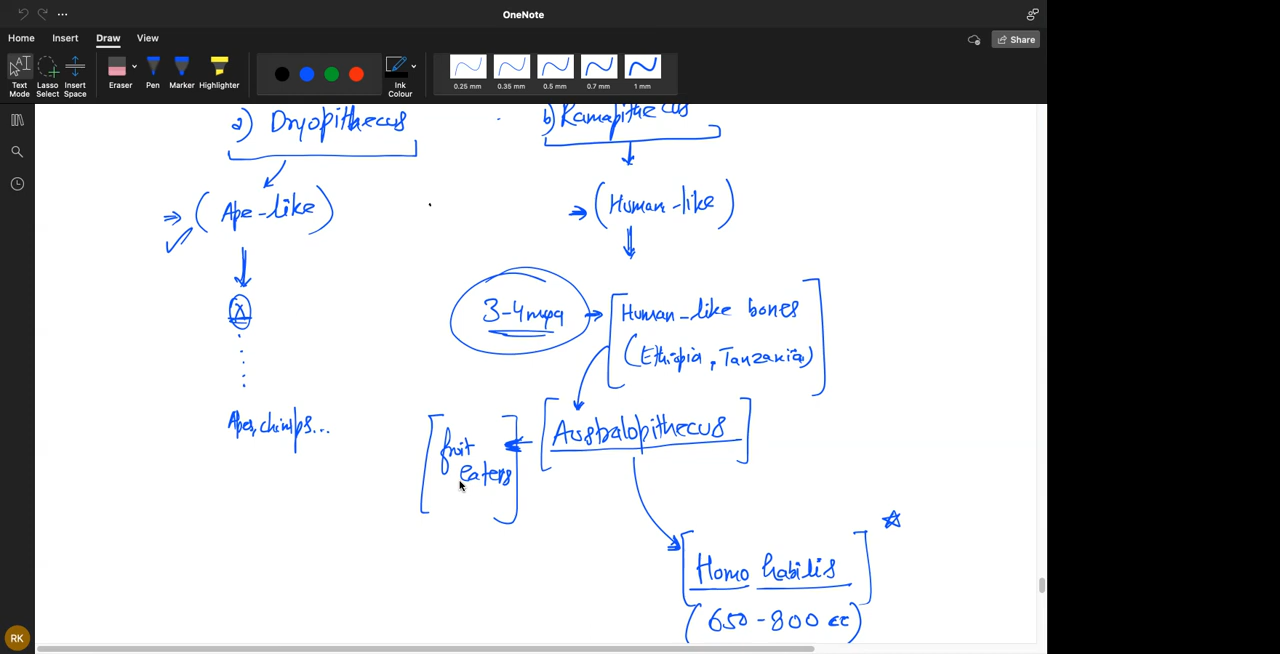 OneNote
Home Insert Draw View
Share
Text Mode
Lasso Select
Insert Space
Eraser
Pen
Marker
Highlighter
Ink Colour
0.25 mm
0.35 mm
0.5 mm
0.7 mm
1 mm
a) Dryopithecus
b) Ramapithecus
(Ape-like)
(Human-like)
3-4 mya
Human-like bones
(Ethiopia, Tanzania)
X
Apes, chimps...
Australopithecus
fruit
eaters
Homo habilis
(650-800 cc)
RK